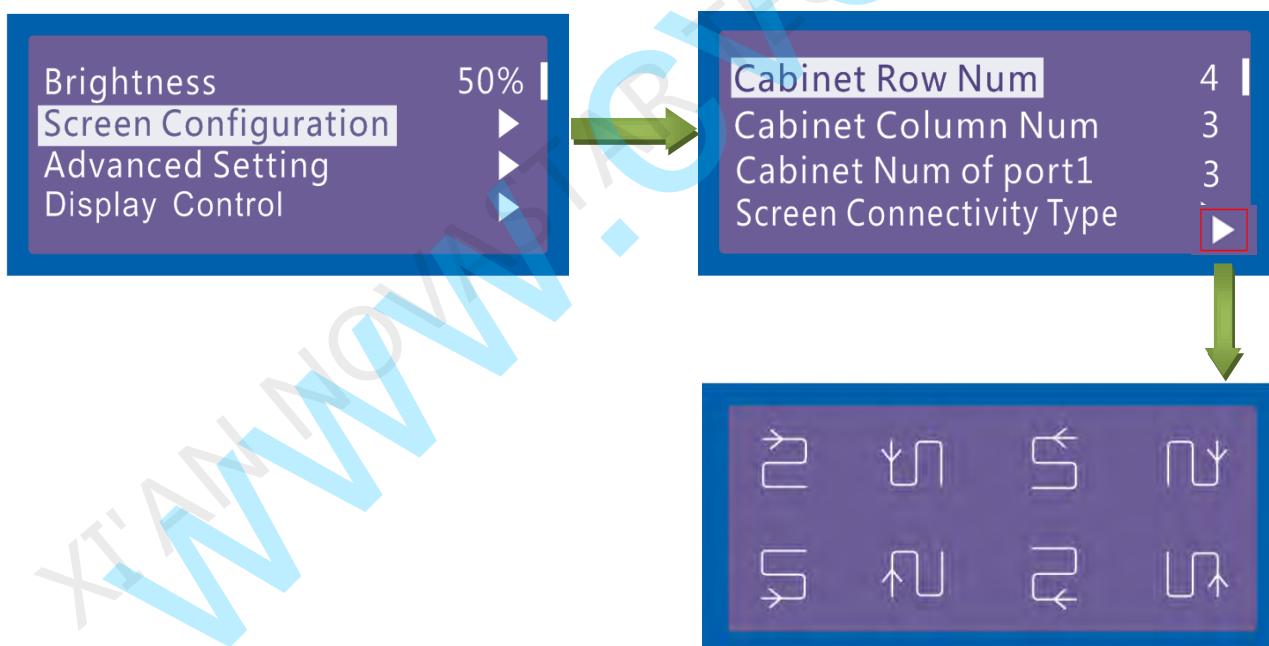 Brightness 50%
Screen Configuration
Advanced Setting
Display Control
Cabinet Row Num 4
Cabinet Column Num 3
Cabinet Num of port1 3
Screen Connectivity Type
XI'AN NOVASTAR
WWW.